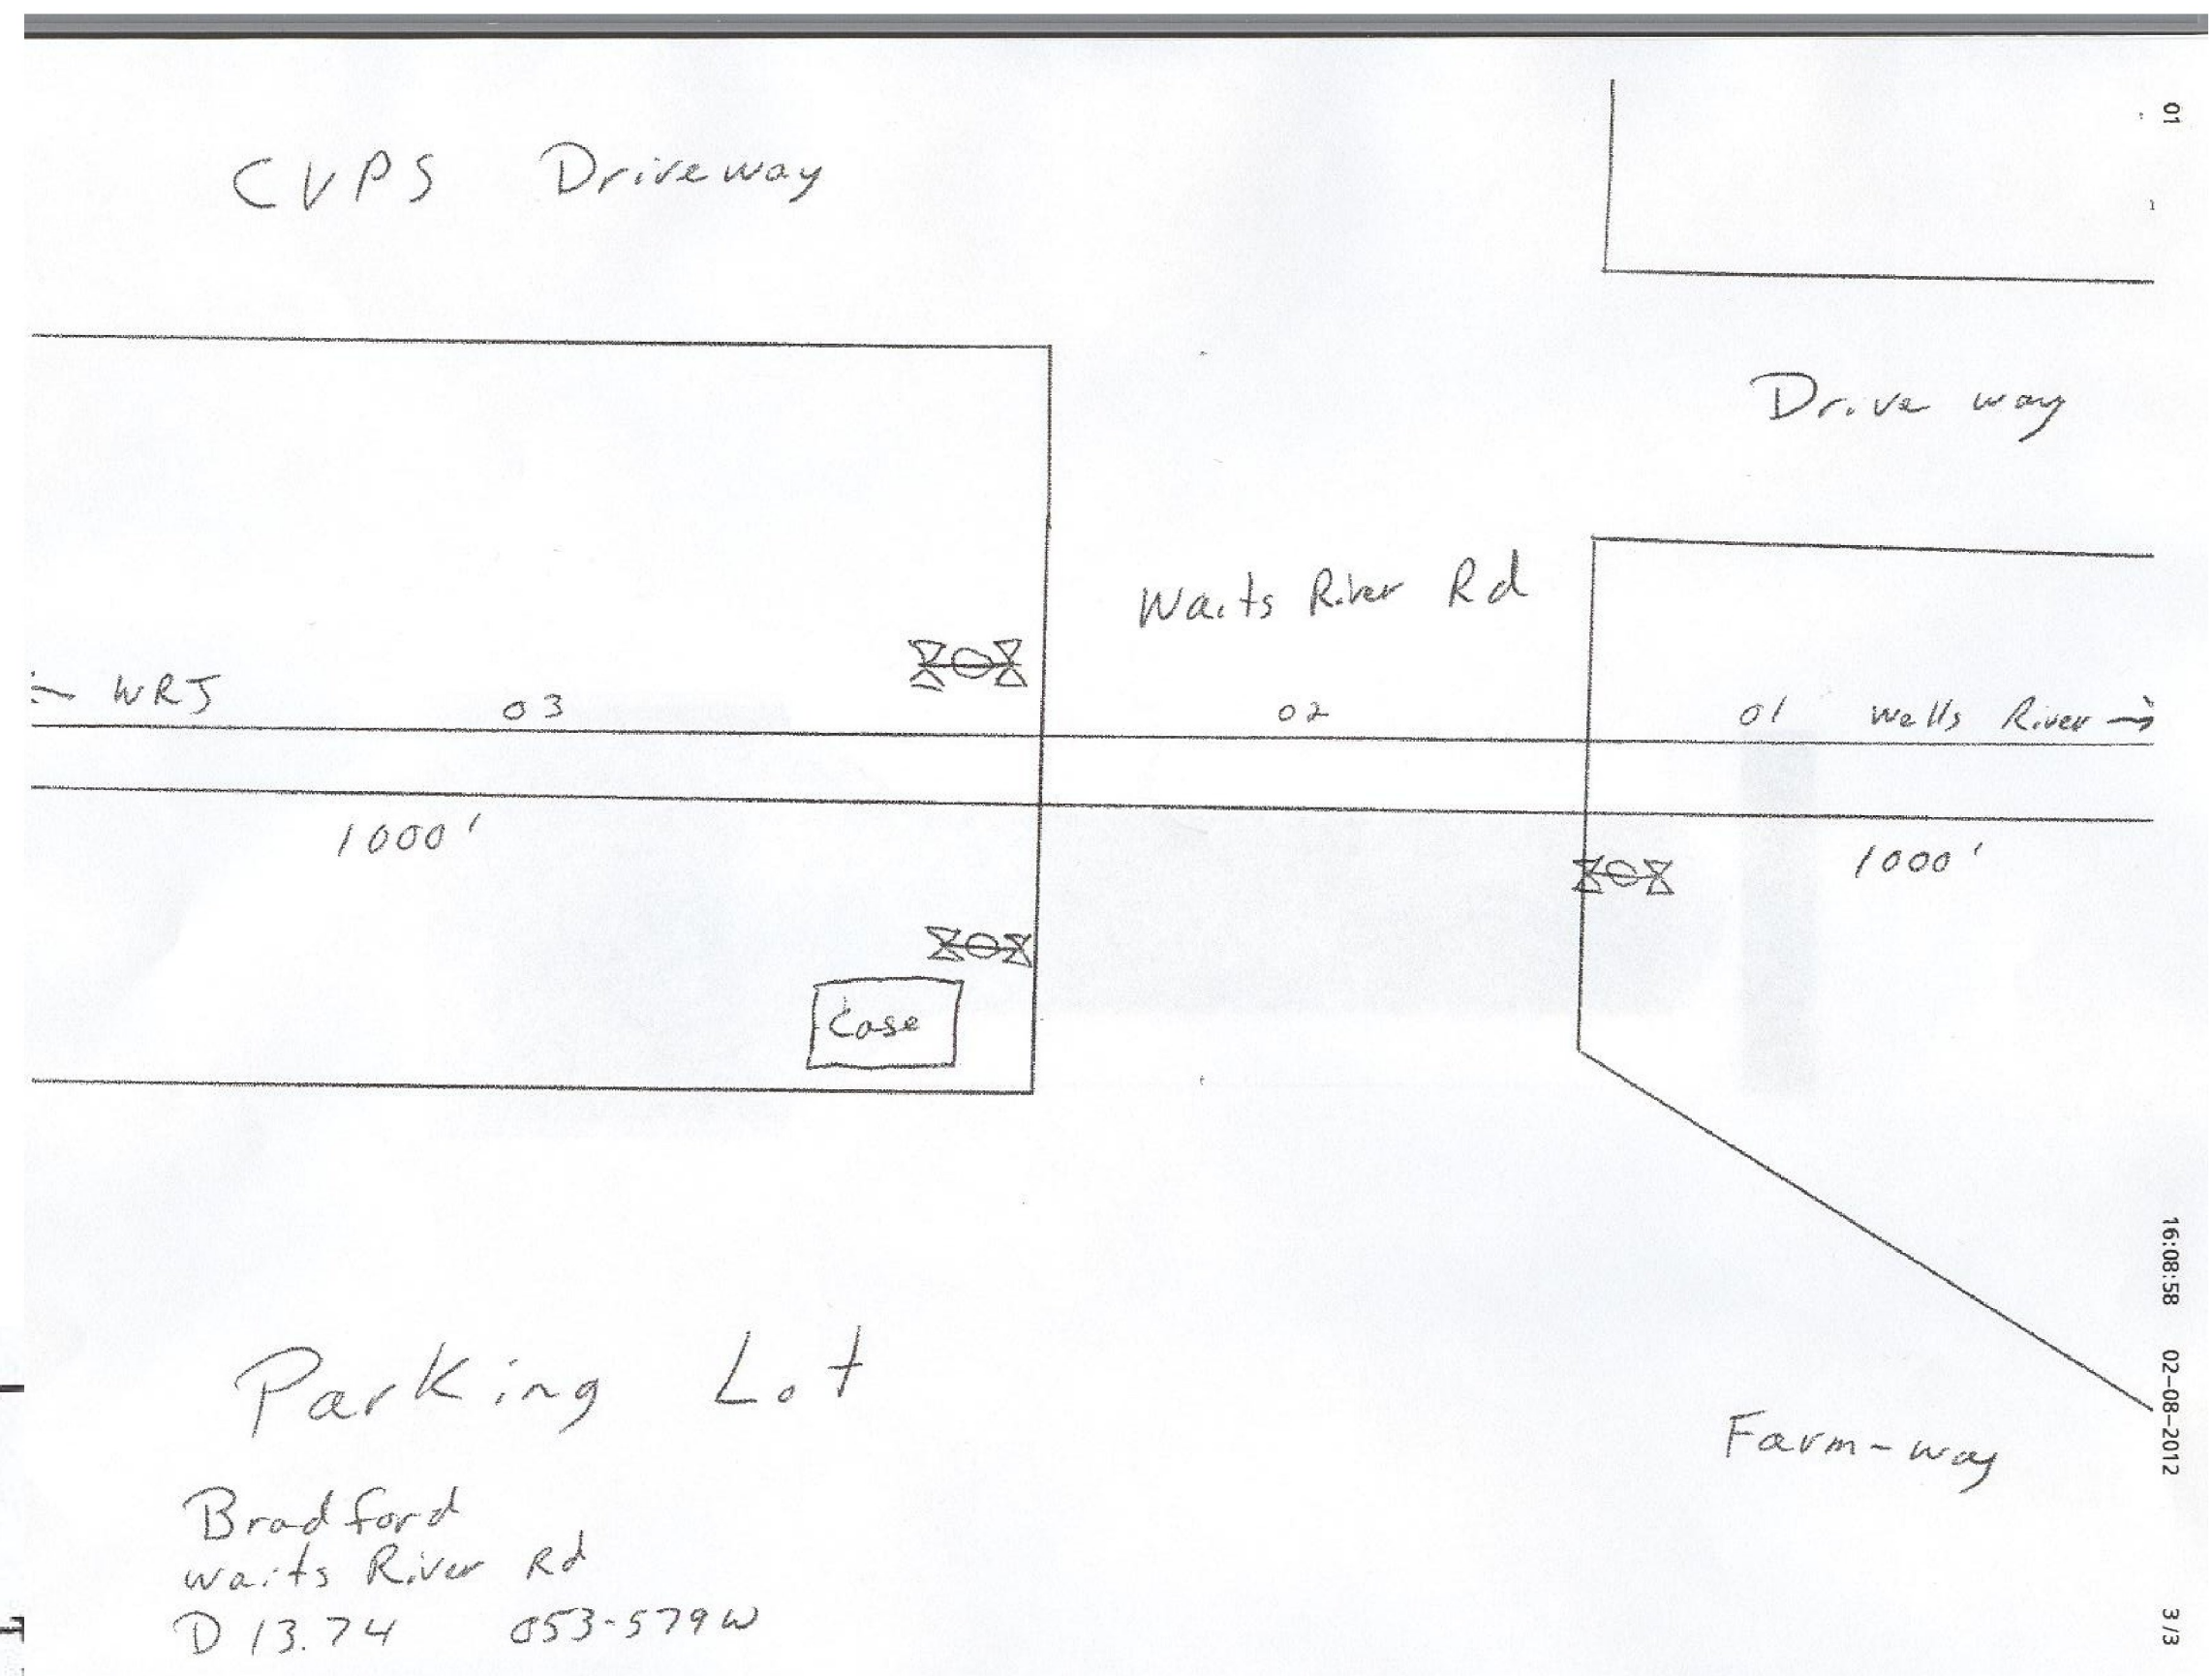 01
CVPS Driveway
Drive way
Waits River Rd
← WRJ
03
02
01 Wells River →
1000'
1000'
Case
Parking Lot
Farm-way
Bradford
Waits River Rd
D 13.74 053-579W
16:08:58 02-08-2012
3/3